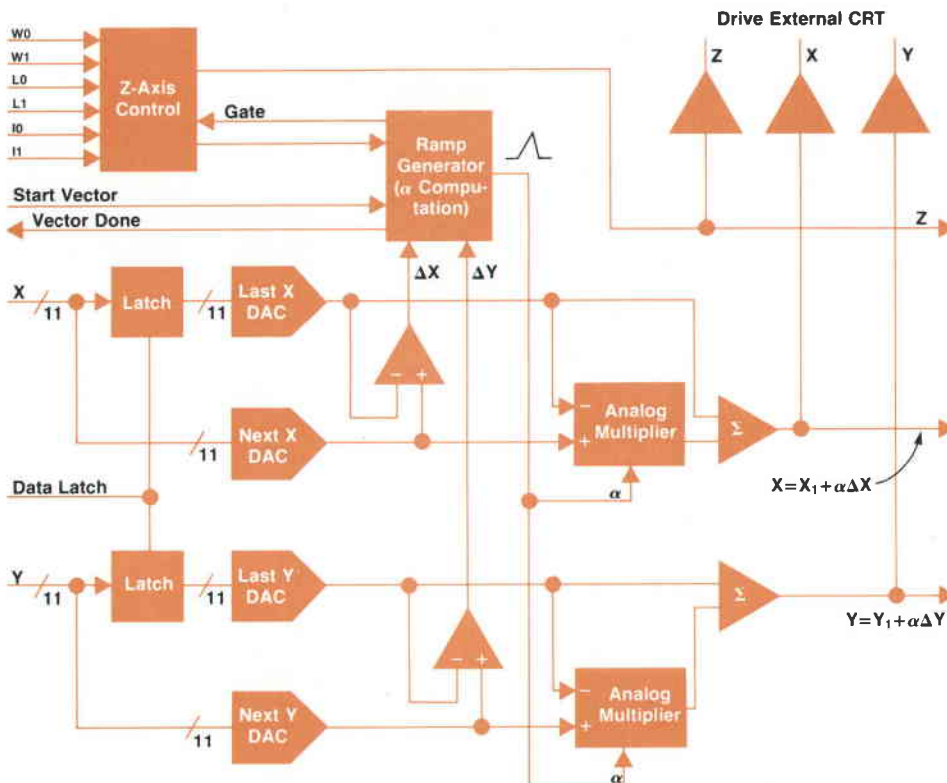 Drive External CRT
W0
W1
L0
L1
I0
I1
Z-Axis
Control
Gate
Ramp
Generator
(α Compu-
tation)
Z
X
Y
Start Vector
Vector Done
Z
ΔX
ΔY
X
11
Latch
11
Last X
DAC
- +
11
Next X
DAC
-
+
Analog
Multiplier
Σ
α
X=X₁+αΔX
Data Latch
Y
11
Latch
11
Last Y
DAC
Σ
Y=Y₁+αΔY
- +
11
Next Y
DAC
-
+
Analog
Multiplier
α